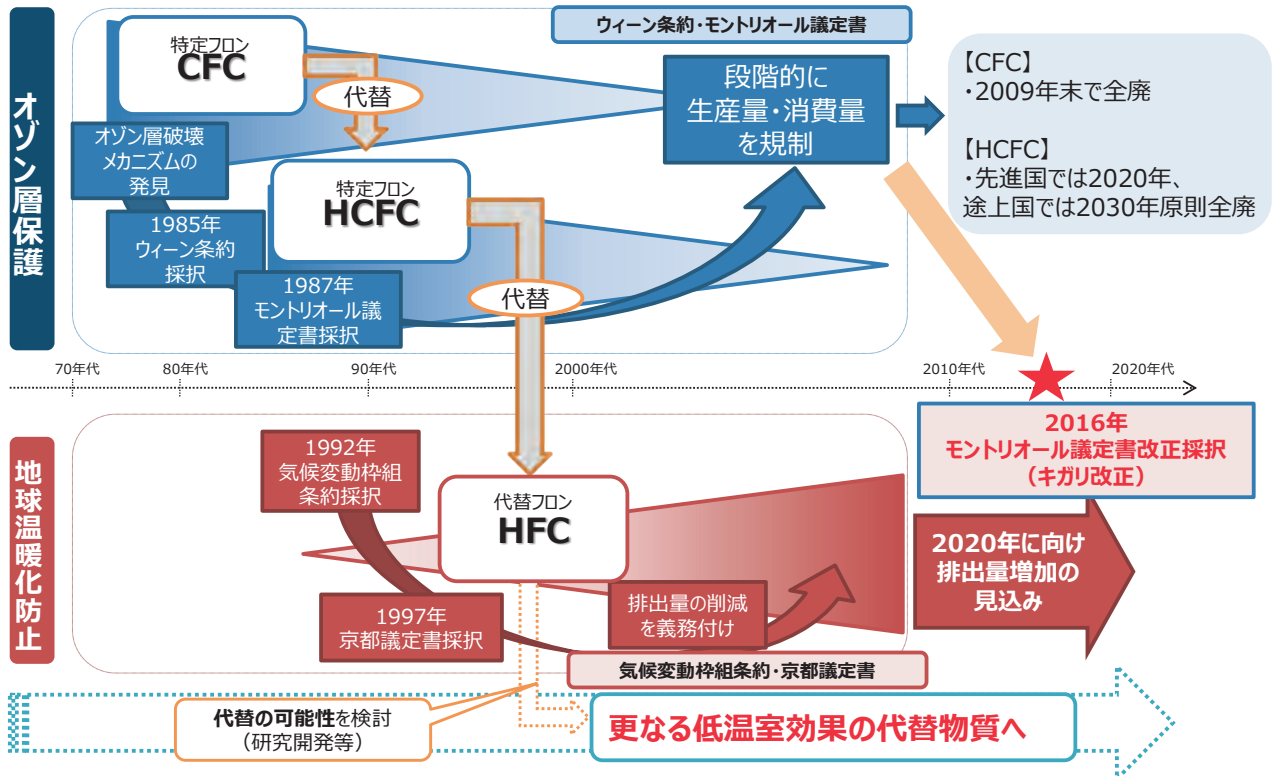 オゾン層保護
ウィーン条約・モントリオール議定書
特定フロン
CFC
代替
段階的に
生産量・消費量
を規制
【CFC】
・2009年末で全廃
【HCFC】
・先進国では2020年、
途上国では2030年原則全廃
オゾン層破壊
メカニズムの
発見
特定フロン
HCFC
1985年
ウィーン条約
採択
1987年
モントリオール議
定書採択
代替
70年代
80年代
90年代
2000年代
2010年代
2020年代
地球温暖化防止
1992年
気候変動枠組
条約採択
代替フロン
HFC
2016年
モントリオール議定書改正採択
（キガリ改正）
2020年に向け
排出量増加の
見込み
1997年
京都議定書採択
排出量の削減
を義務付け
気候変動枠組条約・京都議定書
代替の可能性を検討
（研究開発等）
更なる低温室効果の代替物質へ